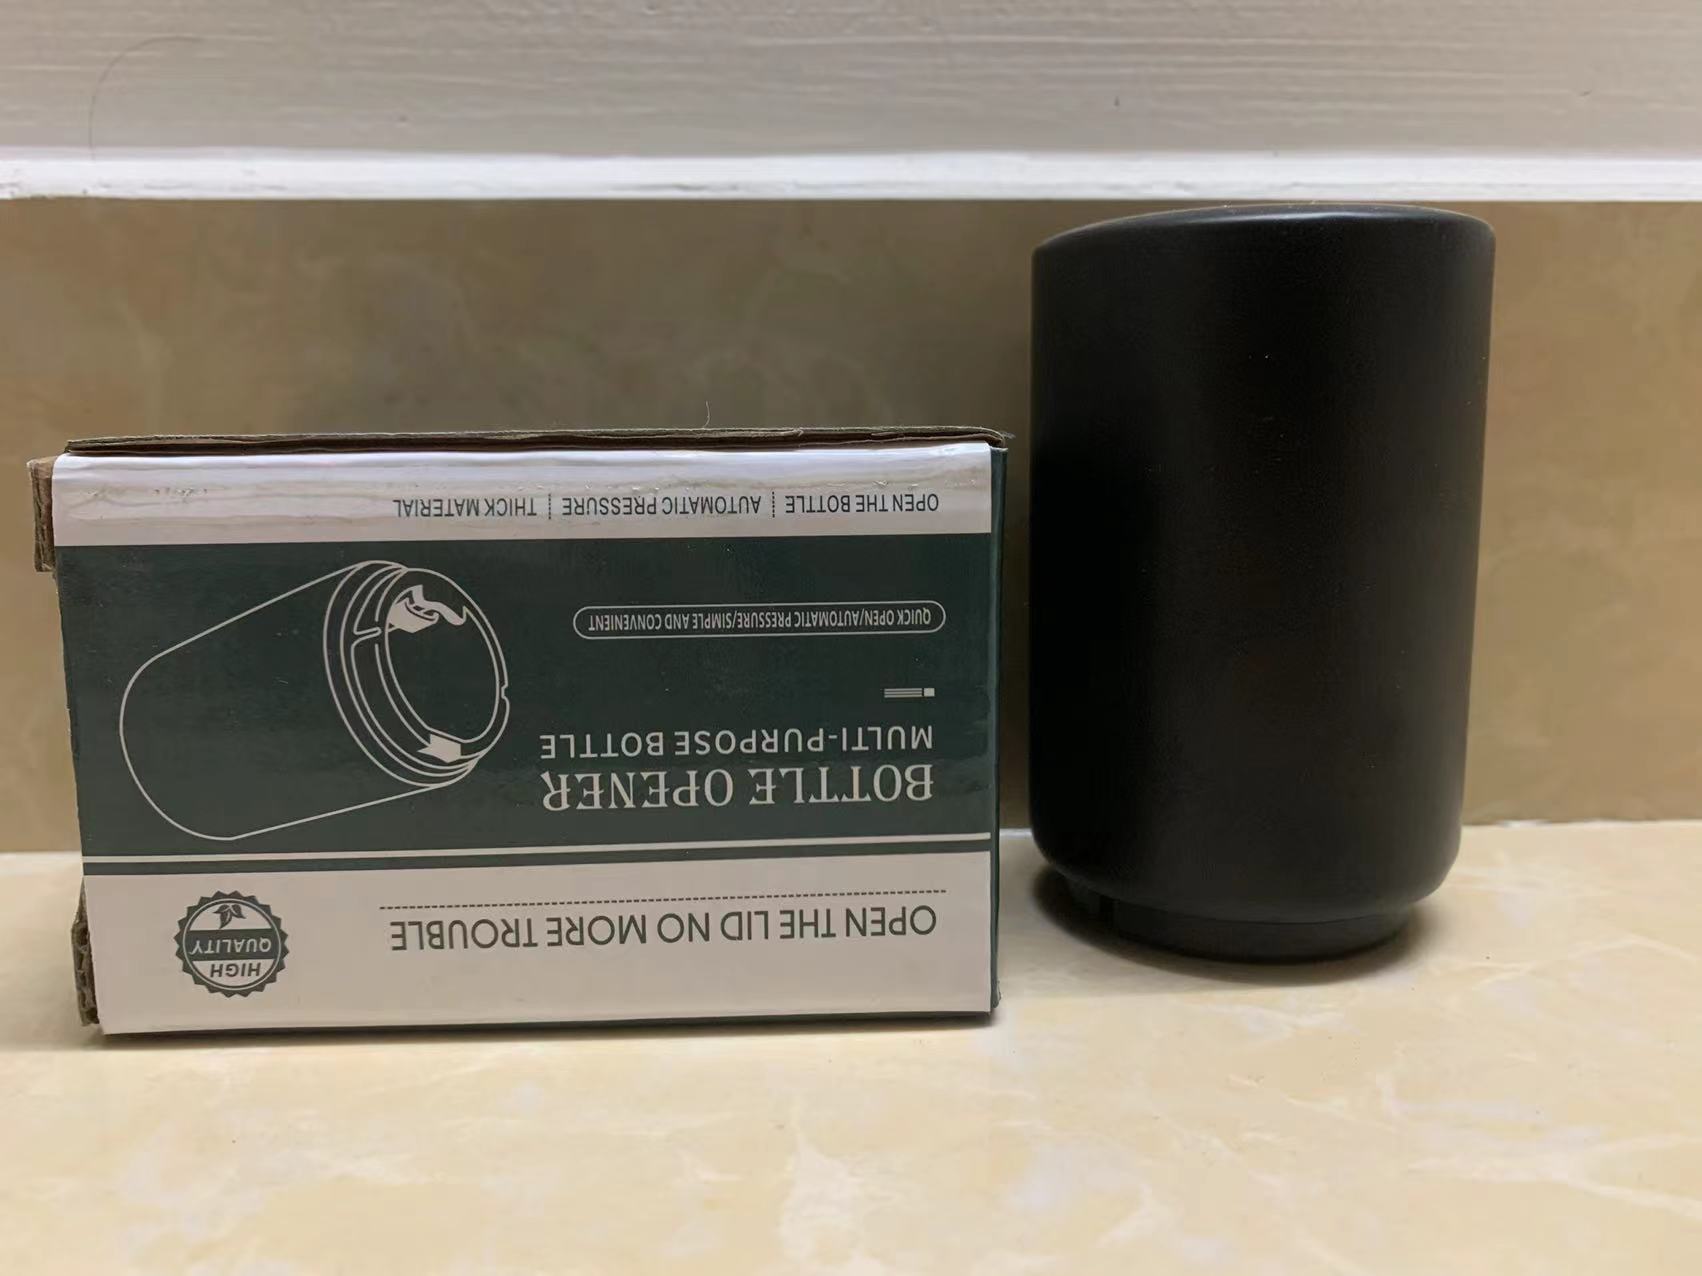 OPEN THE LID NO MORE TROUBLE
HIGH
QUALITY
BOTTLE OPENER
MULTI-PURPOSE BOTTLE
QUICK OPEN/AUTOMATIC PRESSURE/SIMPLE AND CONVENIENT
OPEN THE BOTTLE | AUTOMATIC PRESSURE | THICK MATERIAL